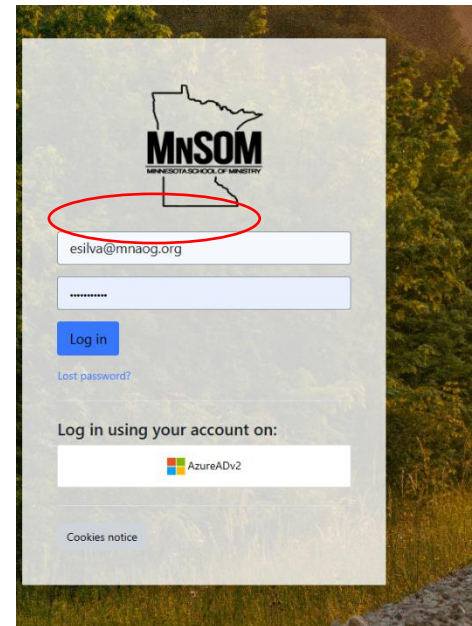 MNSOM
MINNESOTA SCHOOL OF MINISTRY
esilva@mnaog.org
•••••••••••
Log in
Lost password?
Log in using your account on:
AzureADv2
Cookies notice